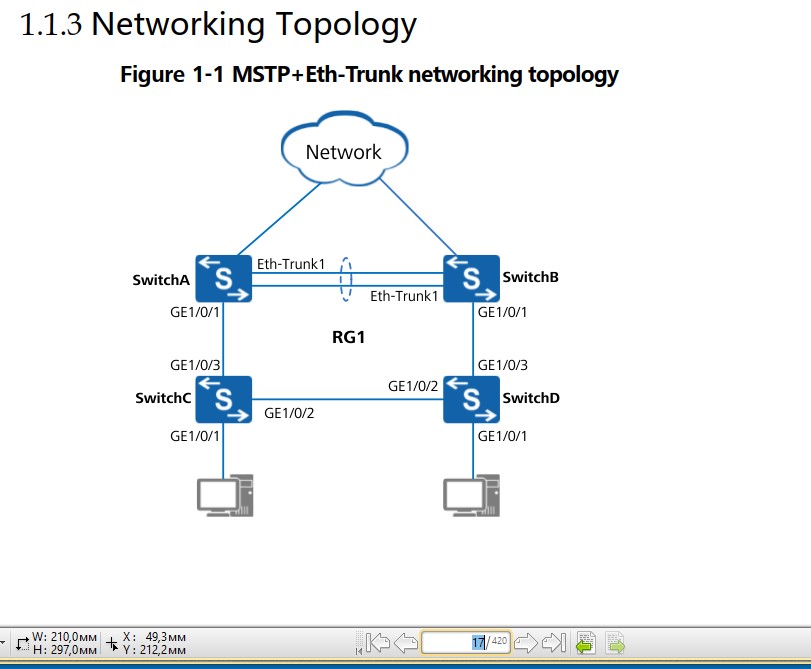 1.1.3 Networking Topology
Figure 1-1 MSTP+Eth-Trunk networking topology
Network
Eth-Trunk1
SwitchA
S
S
SwitchB
Eth-Trunk1
GE1/0/1
GE1/0/1
RG1
GE1/0/3
GE1/0/3
GE1/0/2
SwitchC
S
S
SwitchD
GE1/0/2
GE1/0/1
GE1/0/1
W: 210,0мм
H: 297,0мм
X: 49,3мм
Y: 212,2мм
17/420